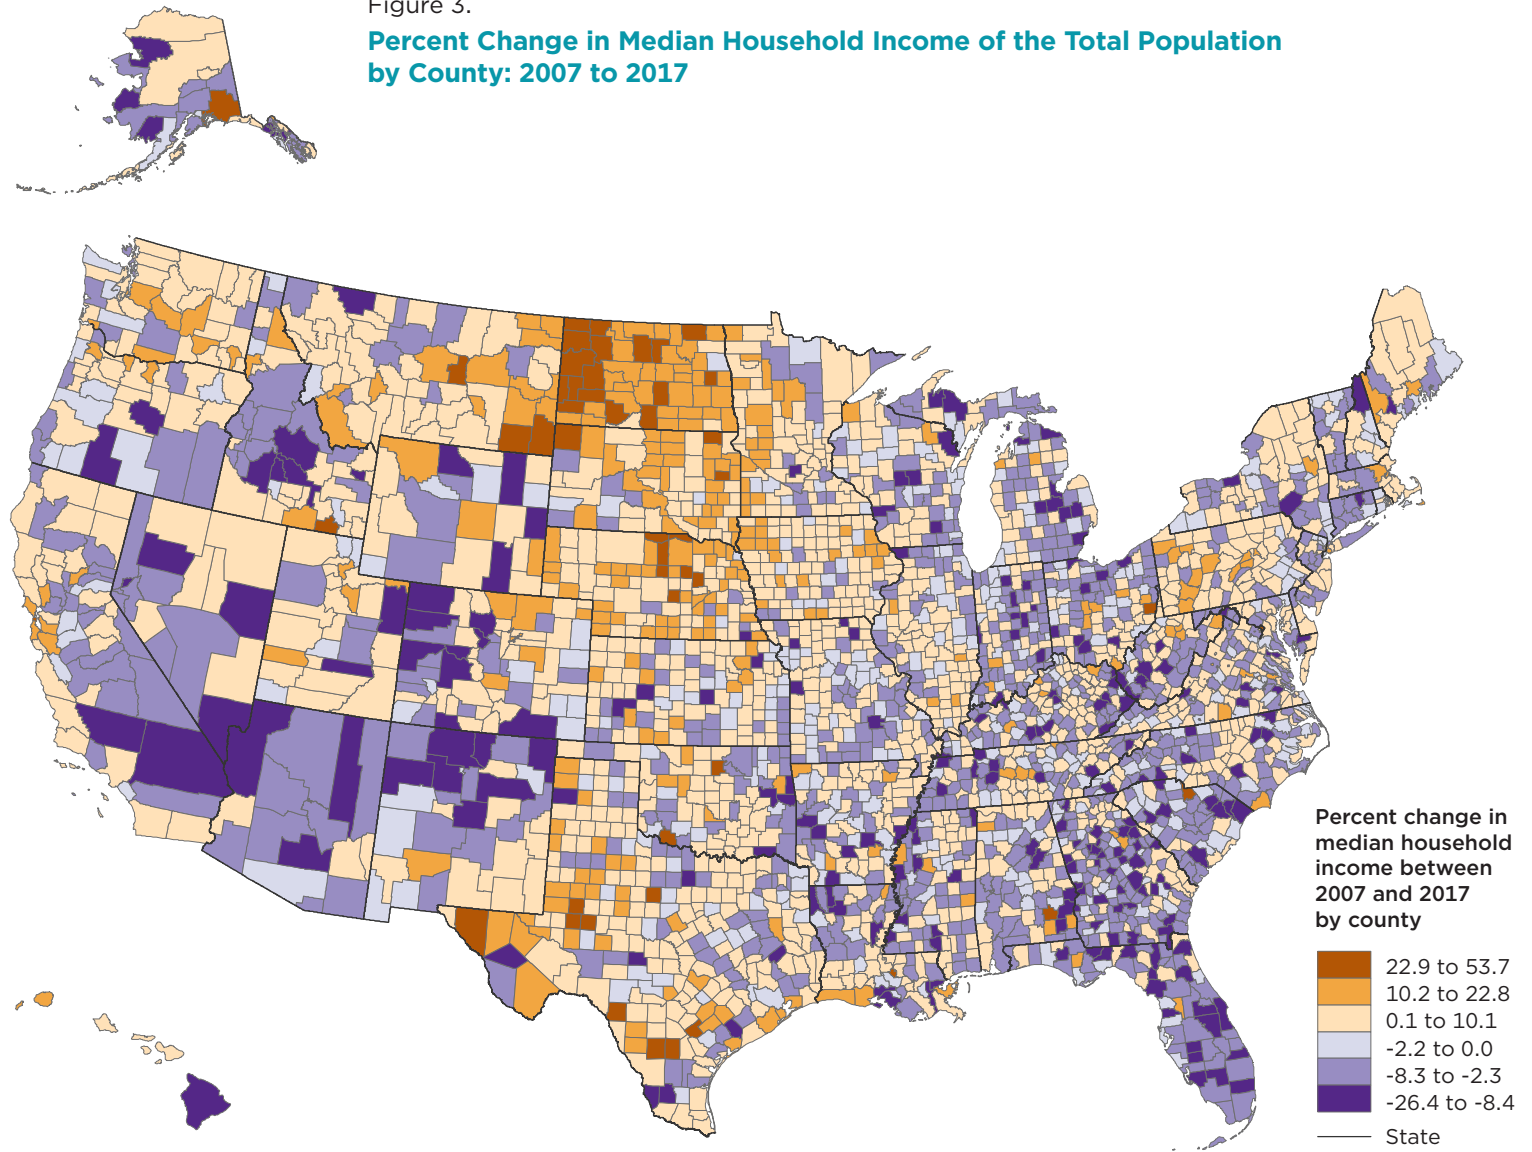 Figure 3.
Percent Change in Median Household Income of the Total Population
by County: 2007 to 2017
Percent change in
median household
income between
2007 and 2017
by county
22.9 to 53.7
10.2 to 22.8
0.1 to 10.1
-2.2 to 0.0
-8.3 to -2.3
-26.4 to -8.4
State